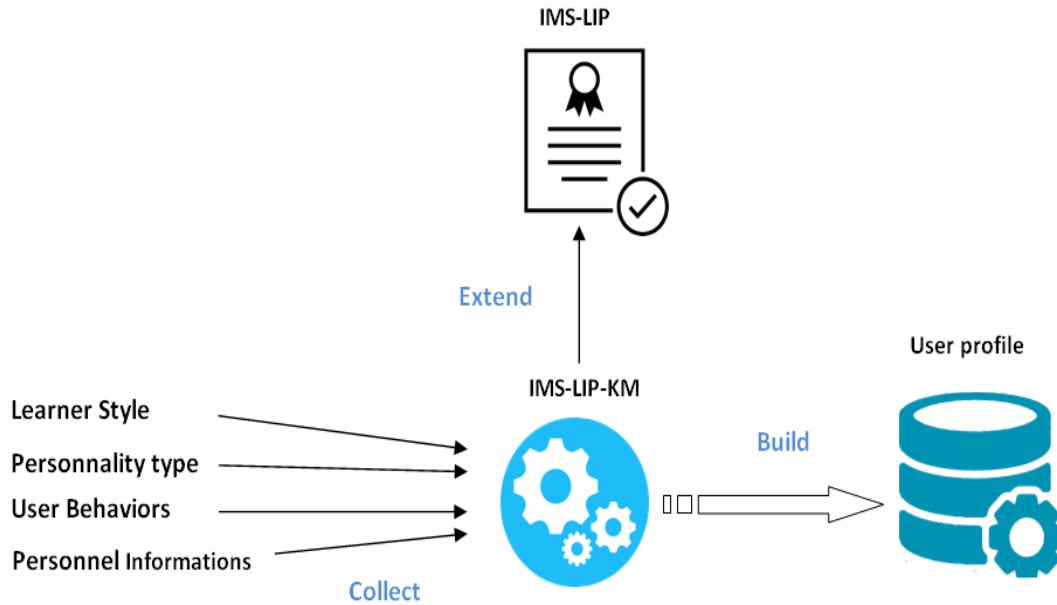 IMS-LIP
Extend
User profile
IMS-LIP-KM
Learner Style
Build
Personnality type
User Behaviors
Personnel Informations
Collect